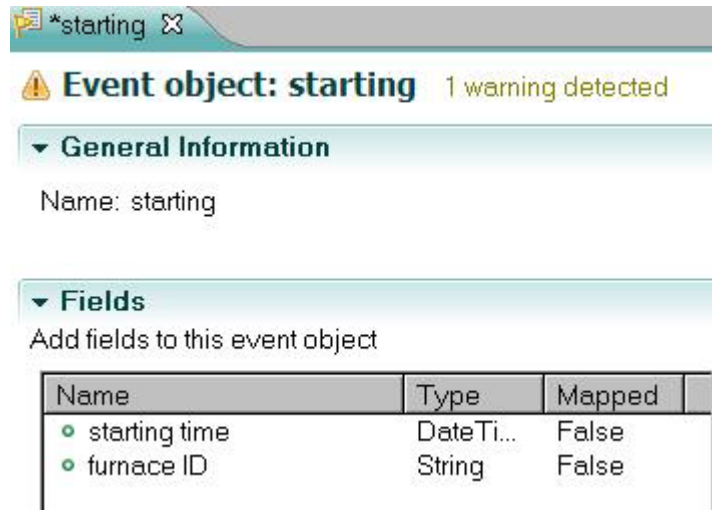 *starting
Event object: starting 1 warning detected
General Information
Name: starting
Fields
Add fields to this event object
Name Type Mapped
starting time DateTi... False
furnace ID String False